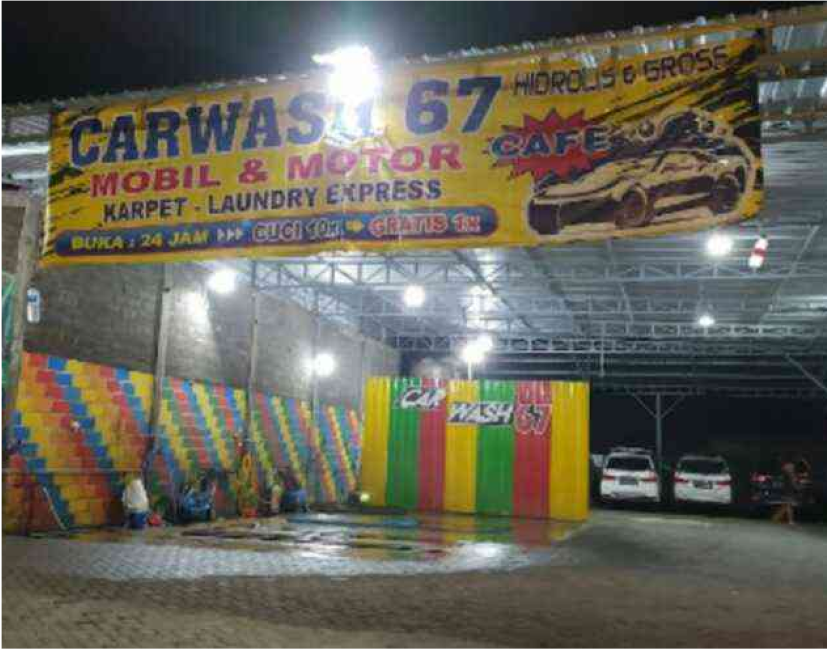 CARWASH 67
HIDROLIS & GROSS
MOBIL & MOTOR
CAFE
KARPET - LAUNDRY EXPRESS
BUKA : 24 JAM CUCI 10x GRATIS 1x
CAR WASH 67